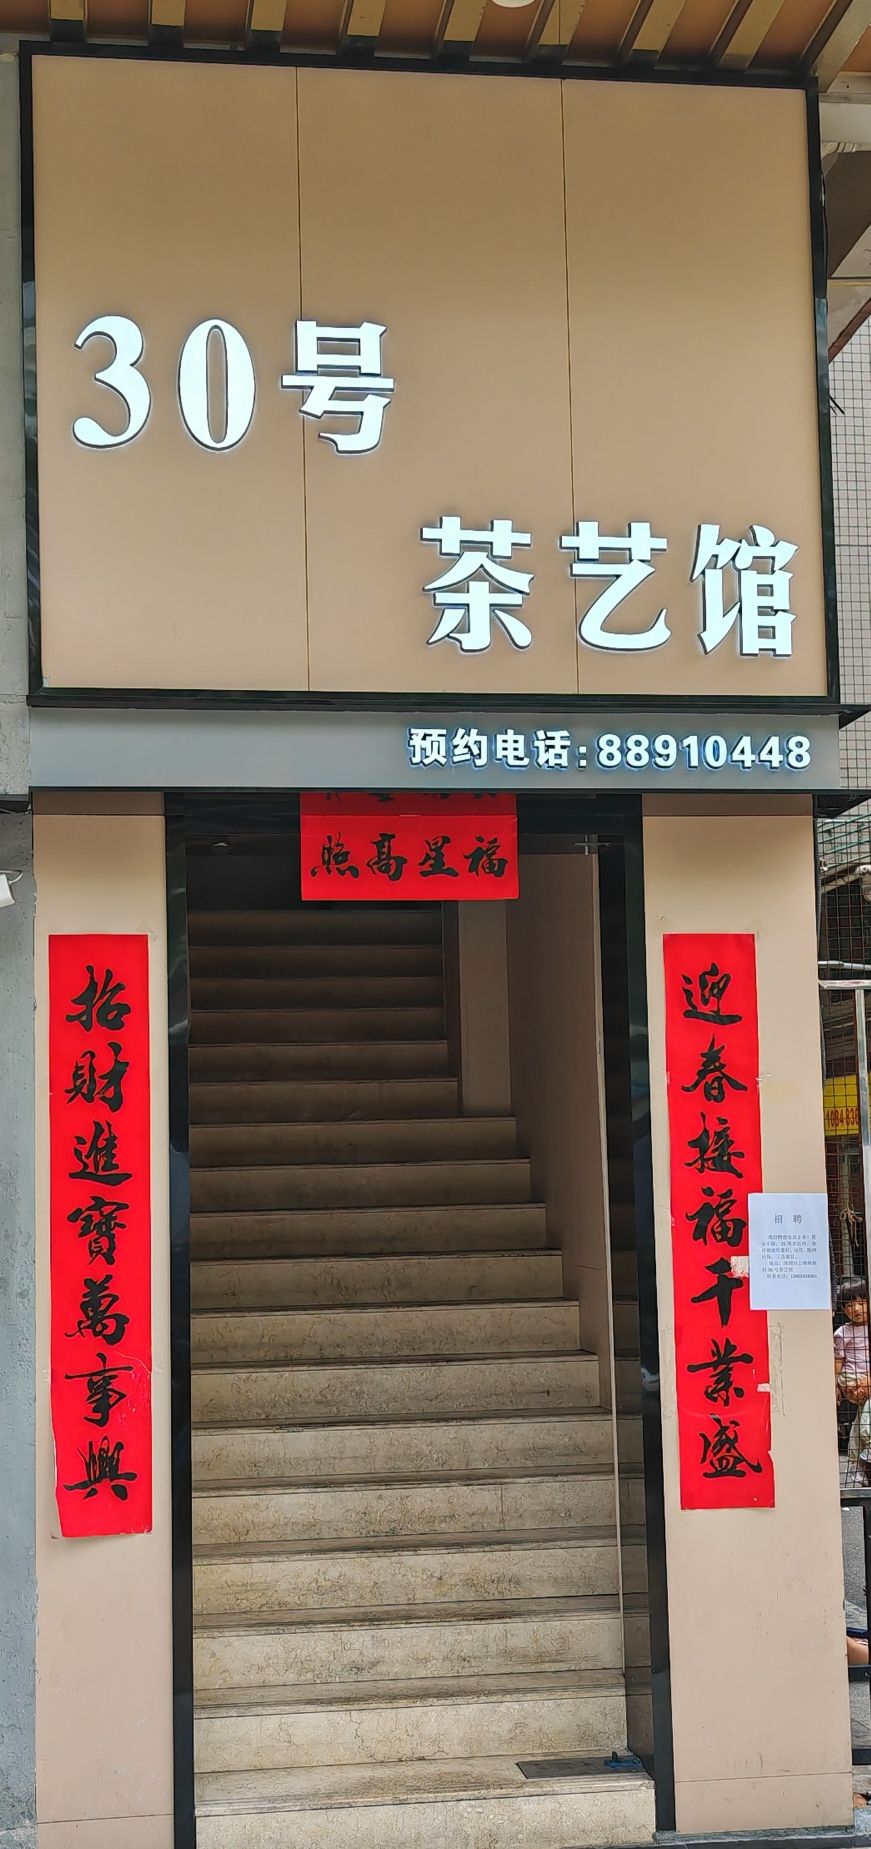 30号
茶艺馆
预约电话:88910448
福星高照
迎春接福千業盛
招財進寶萬事興
招聘